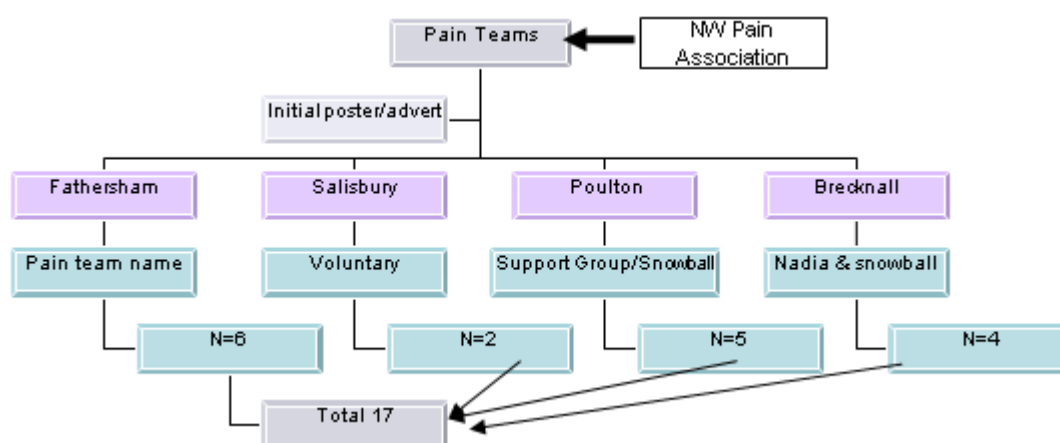 Pain Teams
NW Pain
Association
Initial poster/advert
Fathersham
Salisbury
Poulton
Brecknall
Pain team name
Voluntary
Support Group/Snowball
Nadia & snowball
N=6
N=2
N=5
N=4
Total 17